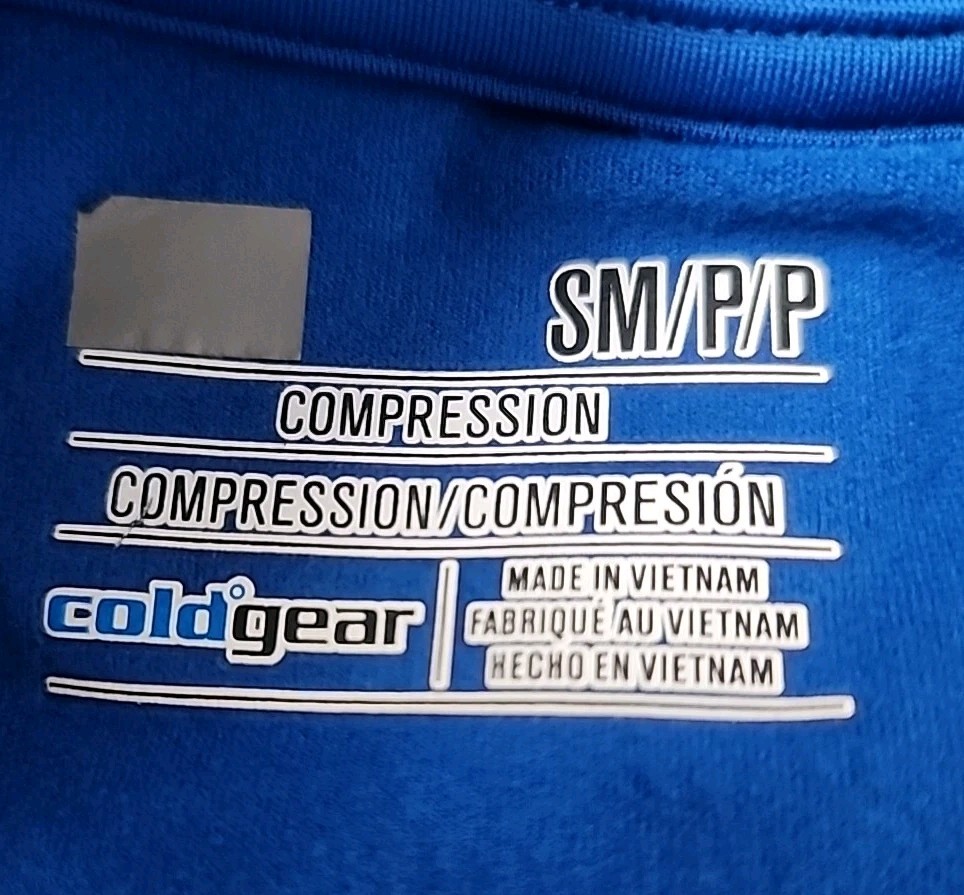 SM/P/P
COMPRESSION
COMPRESSION/COMPRESIÓN
coldgear
MADE IN VIETNAM
FABRIQUÉ AU VIETNAM
HECHO EN VIETNAM